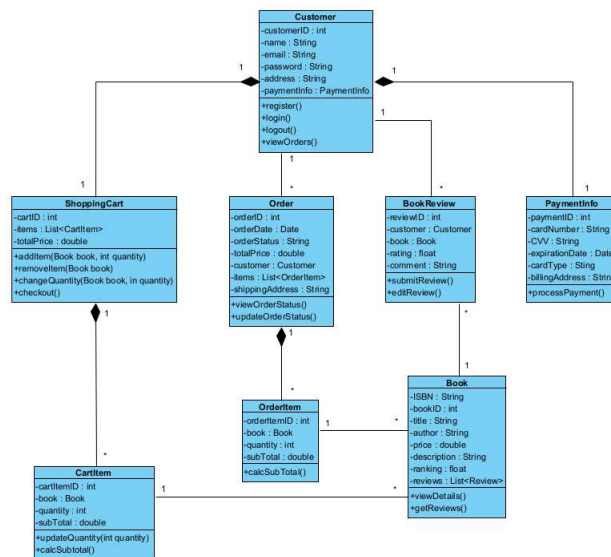 Customer
-customerID : int
-name : String
-email : String
-password : String
-address : String
-paymentInfo : PaymentInfo
+register()
+login()
+logout()
+viewOrders()
1
1
1
1
1
*
*
1
ShoppingCart
-cartID : int
-items : List<CartItem>
-totalPrice : double
+addItem(Book book, int quantity)
+removeItem(Book book)
+changeQuantity(Book book, in quantity)
+checkout()
Order
-orderID : int
-orderDate : Date
-orderStatus : String
-totalPrice : double
-customer : Customer
-items : List<OrderItem>
-shippingAddress : String
+viewOrderStatus()
+updateOrderStatus()
BookReview
-reviewID : int
-customer : Customer
-book : Book
-rating : float
-comment : String
+submitReview()
+editReview()
PaymentInfo
-paymentID : int
-cardNumber : String
-CVV : String
-expirationDate : Date
-cardType : Sting
-billingAddress : String
+processPayment()
1
1
*
*
1
OrderItem
-orderItemID : int
-book : Book
-quantity : int
-subTotal : double
+calcSubTotal()
1
*
Book
-ISBN : String
-bookID : int
-title : String
-author : String
-price : double
-description : String
-ranking : float
-reviews : List<Review>
+viewDetails()
+getReviews()
*
CartItem
-cartItemID : int
-book : Book
-quantity : int
-subTotal : double
+updateQuantity(int quantity)
+calcSubtotal()
1
*